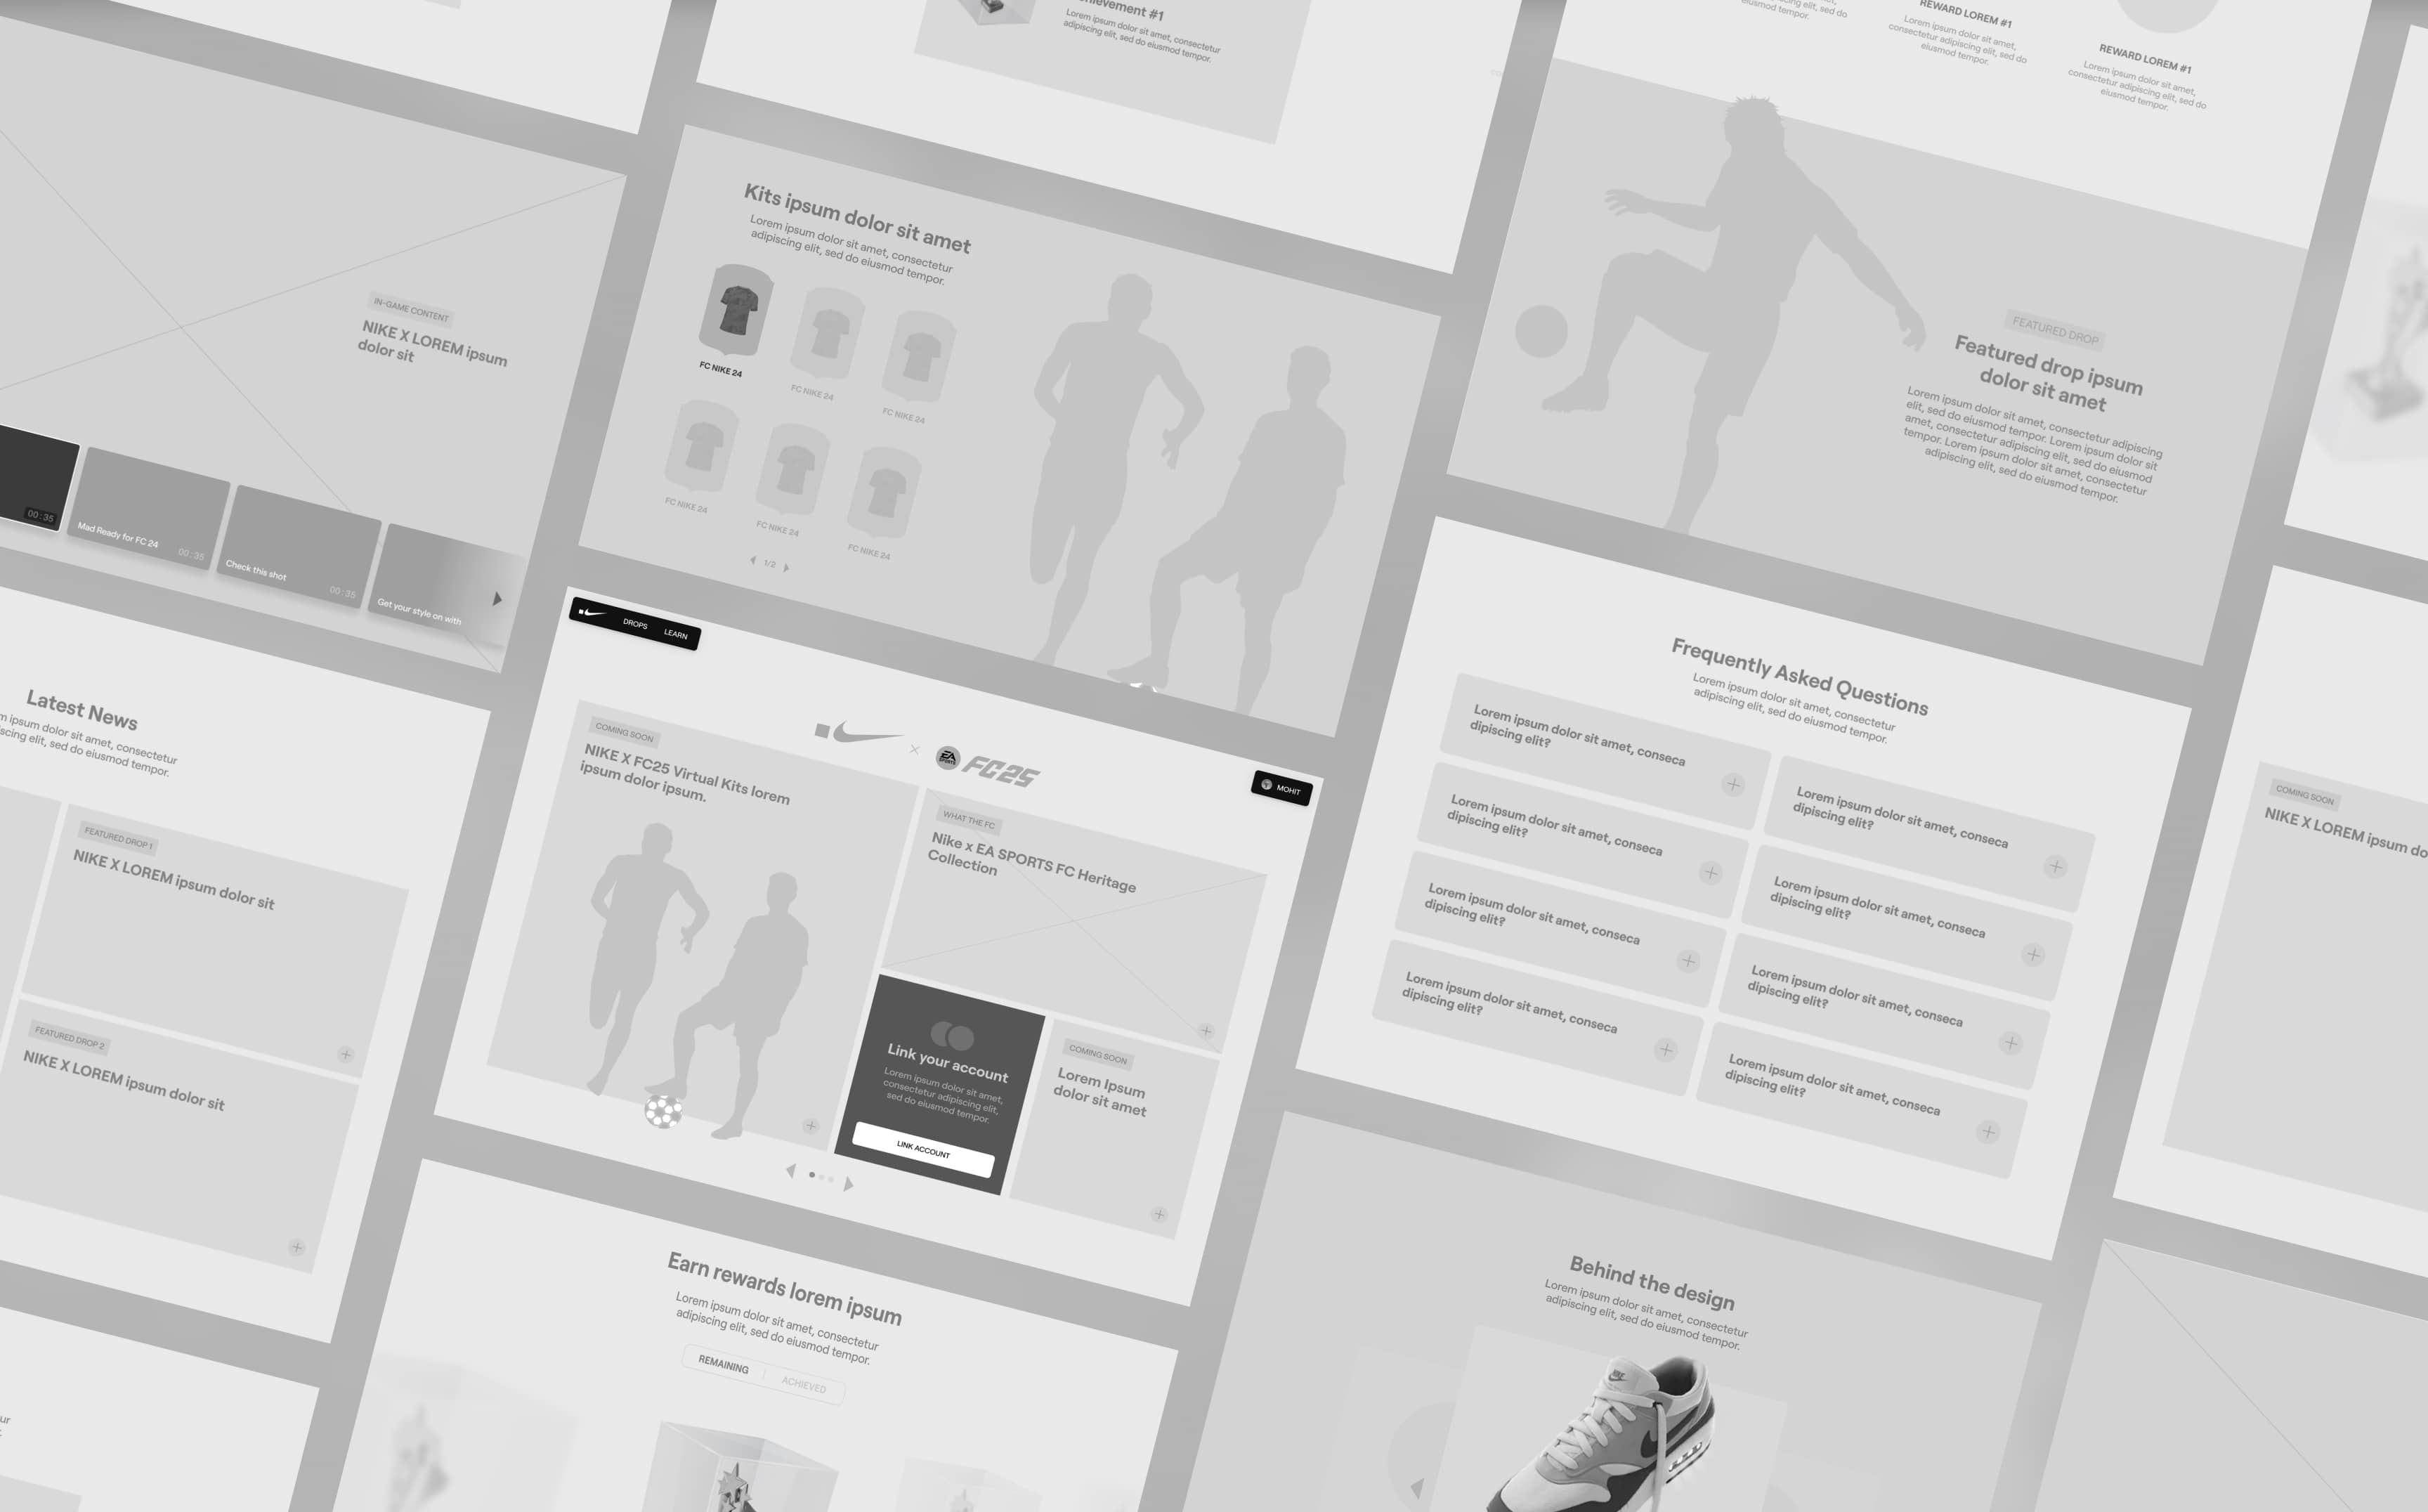 Achievement #1
Lorem ipsum dolor sit amet, consectetur
adipiscing elit, sed do eiusmod tempor.
sed do
eiusmod tempor.
REWARD LOREM #1
Lorem ipsum dolor sit amet,
consectetur adipiscing elit, sed do
eiusmod tempor.
REWARD LOREM #1
Lorem ipsum dolor sit amet,
consectetur adipiscing elit, sed do
eiusmod tempor.
IN-GAME CONTENT
NIKE X LOREM ipsum
dolor sit
00:35
Mad Ready for FC 24
00:35
Check this shot
00:35
Get your style on with
Kits ipsum dolor sit amet
Lorem ipsum dolor sit amet, consectetur
adipiscing elit, sed do eiusmod tempor.
FC NIKE 24
FC NIKE 24
FC NIKE 24
FC NIKE 24
FC NIKE 24
FC NIKE 24
1/2
FEATURED DROP
Featured drop ipsum
dolor sit amet
Lorem ipsum dolor sit amet, consectetur adipiscing
elit, sed do eiusmod tempor. Lorem ipsum dolor sit
amet, consectetur adipiscing elit, sed do eiusmod
tempor. Lorem ipsum dolor sit amet, consectetur
adipiscing elit, sed do eiusmod tempor.
Latest News
ipsum dolor sit amet, consectetur
elit, sed do eiusmod tempor.
FEATURED DROP 1
NIKE X LOREM ipsum dolor sit
FEATURED DROP 2
NIKE X LOREM ipsum dolor sit
DROPS
LEARN
EA
SPORTS
FC25
MOHIT
COMING SOON
NIKE X FC25 Virtual Kits lorem
ipsum dolor ipsum.
WHAT THE FC
Nike x EA SPORTS FC Heritage
Collection
Link your account
Lorem ipsum dolor sit amet,
consectetur adipiscing elit,
sed do eiusmod tempor.
LINK ACCOUNT
COMING SOON
Lorem Ipsum
dolor sit amet
Frequently Asked Questions
Lorem ipsum dolor sit amet, consectetur
adipiscing elit, sed do eiusmod tempor.
Lorem ipsum dolor sit amet, conseca
dipiscing elit?
Lorem ipsum dolor sit amet, conseca
dipiscing elit?
Lorem ipsum dolor sit amet, conseca
dipiscing elit?
Lorem ipsum dolor sit amet, conseca
dipiscing elit?
Lorem ipsum dolor sit amet, conseca
dipiscing elit?
Lorem ipsum dolor sit amet, conseca
dipiscing elit?
Lorem ipsum dolor sit amet, conseca
dipiscing elit?
Lorem ipsum dolor sit amet, conseca
dipiscing elit?
COMING SOON
NIKE X LOREM ipsum do
Earn rewards lorem ipsum
Lorem ipsum dolor sit amet, consectetur
adipiscing elit, sed do eiusmod tempor.
REMAINING
ACHIEVED
Behind the design
Lorem ipsum dolor sit amet, consectetur
adipiscing elit, sed do eiusmod tempor.